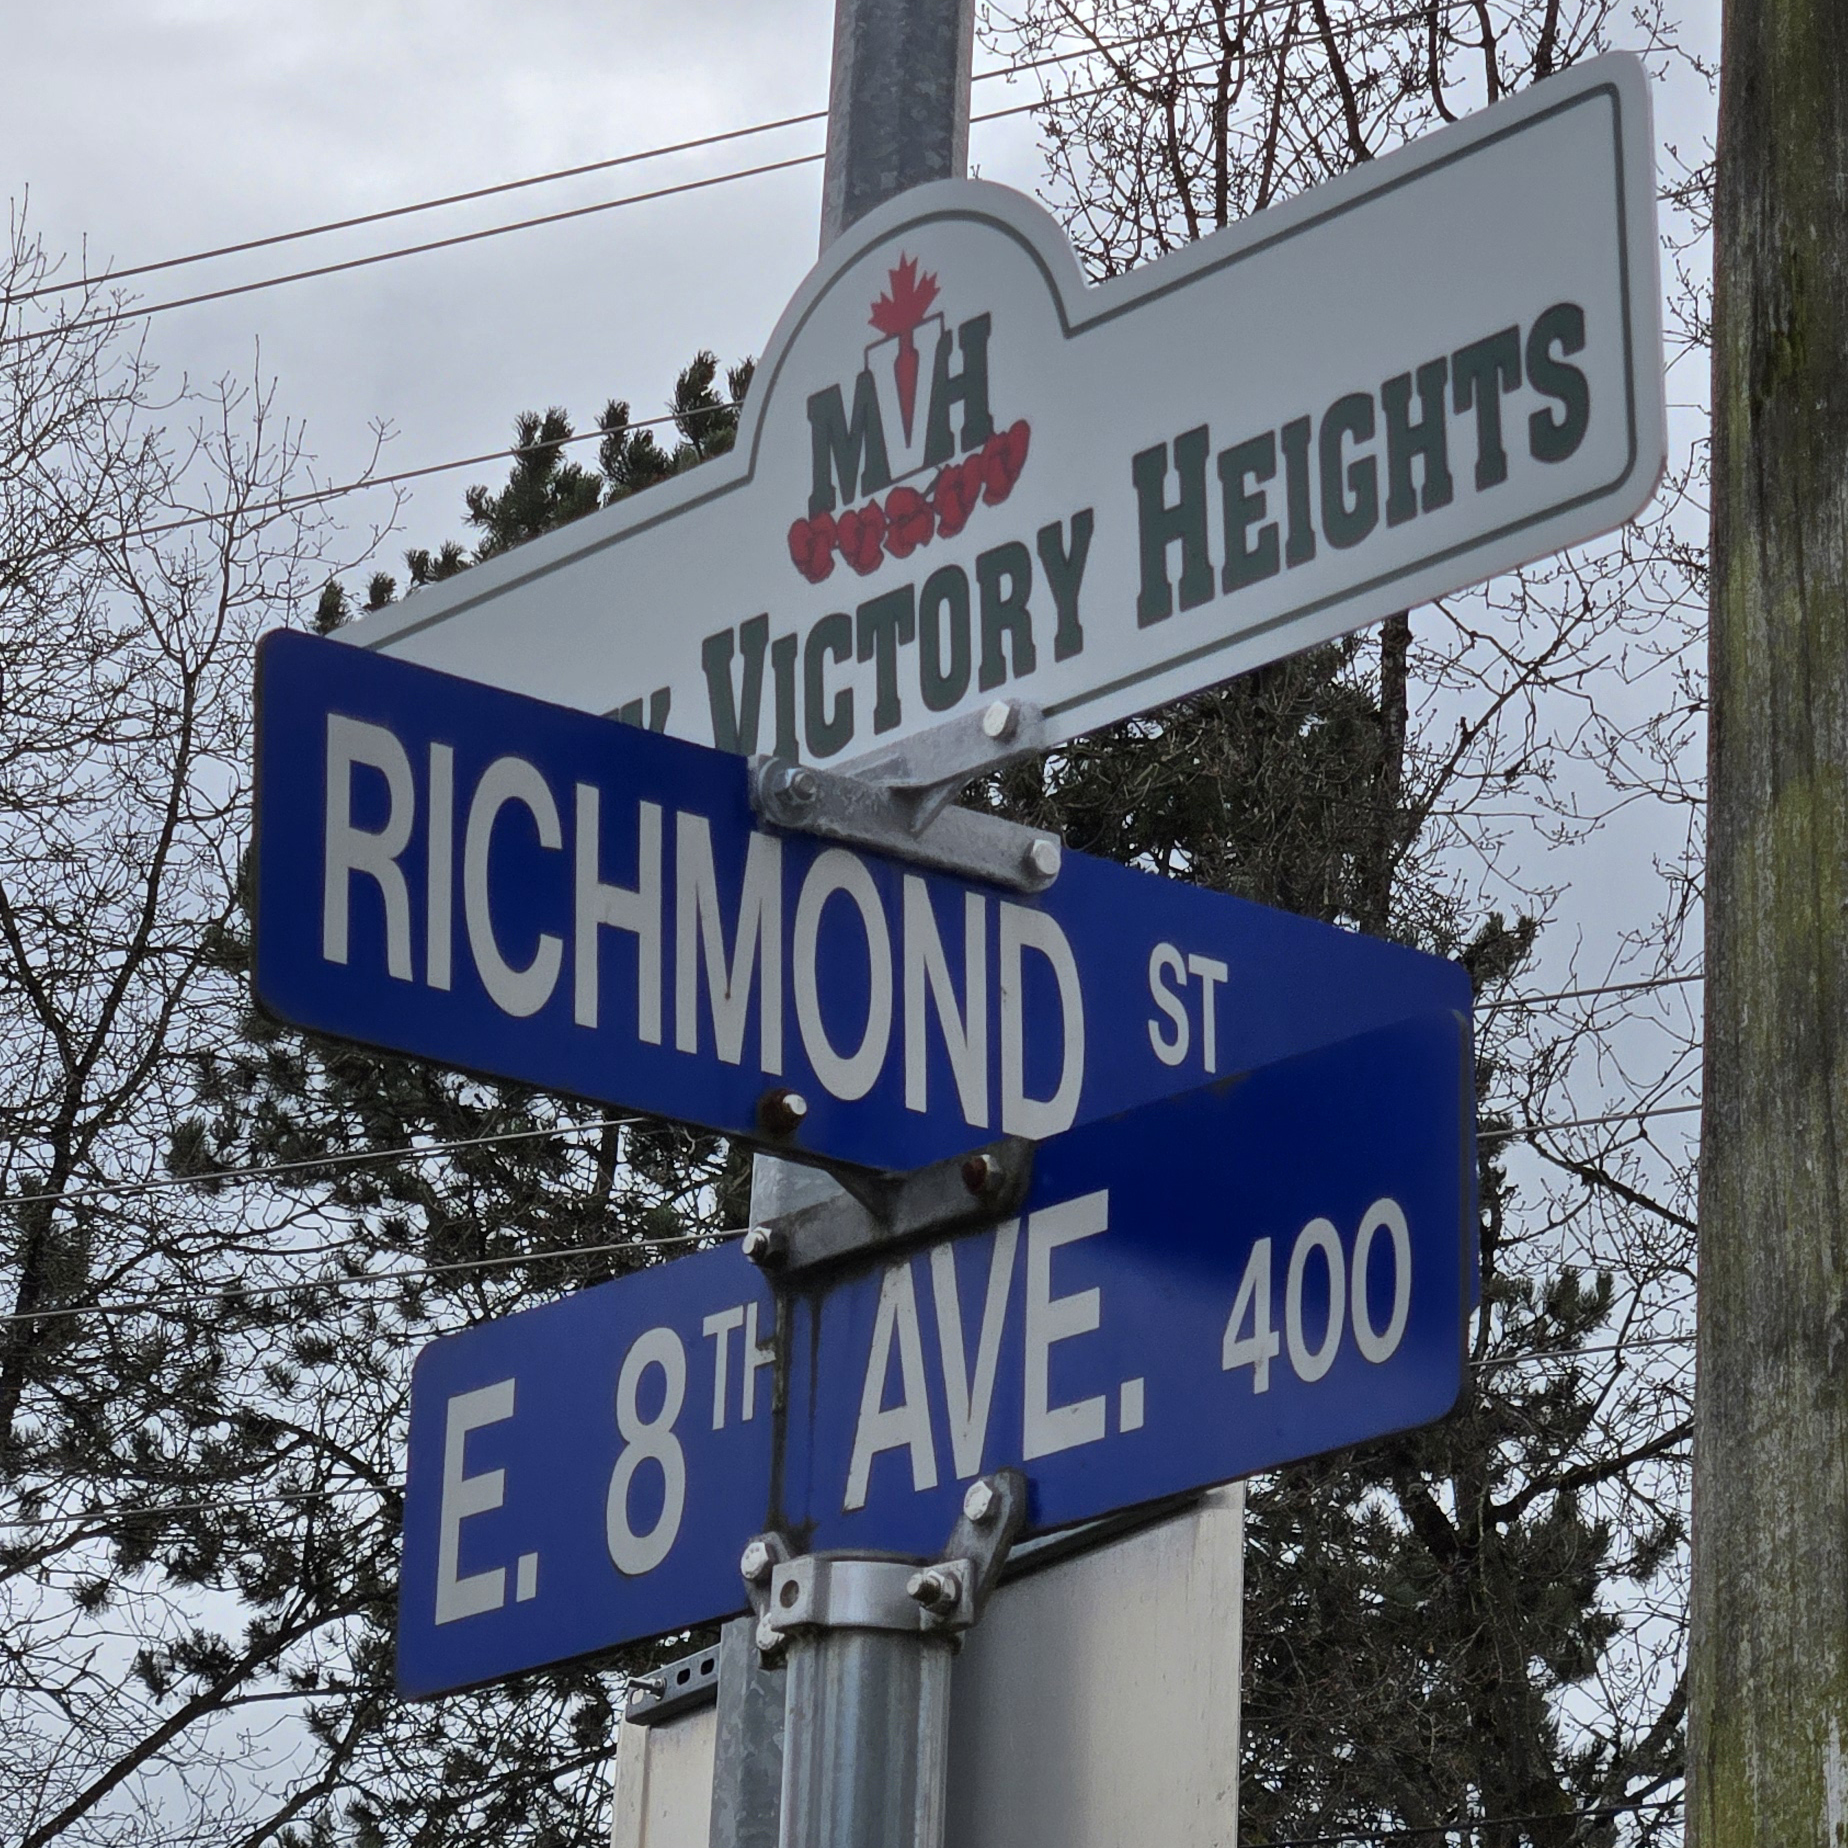 MVH
VICTORY HEIGHTS
RICHMOND ST
E. 8TH AVE. 400